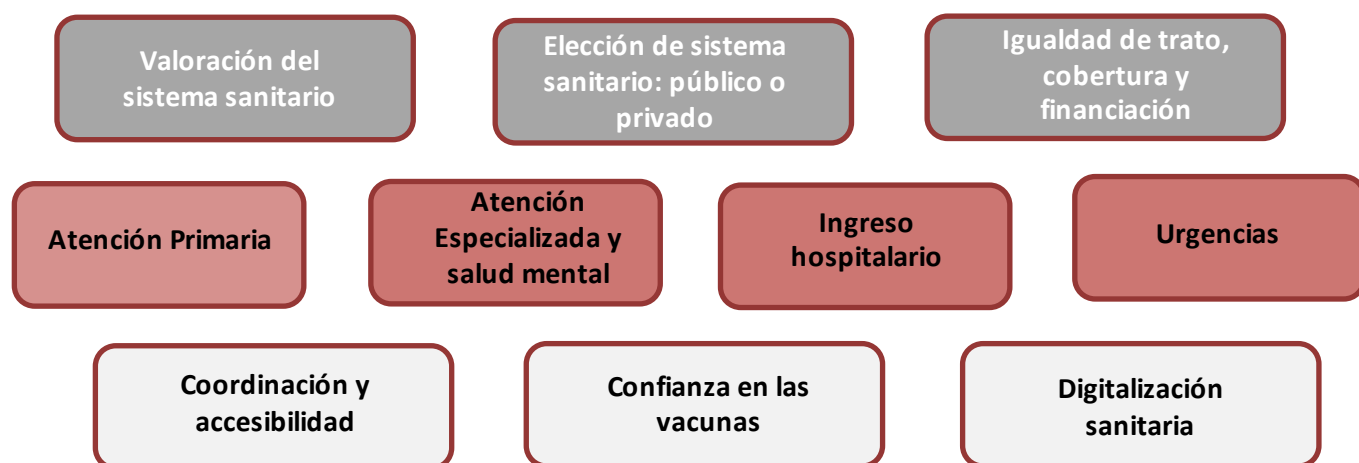 Valoración del
sistema sanitario
Elección de sistema
sanitario: público o
privado
Igualdad de trato,
cobertura y
financiación
Atención Primaria
Atención
Especializada y
salud mental
Ingreso
hospitalario
Urgencias
Coordinación y
accesibilidad
Confianza en las
vacunas
Digitalización
sanitaria